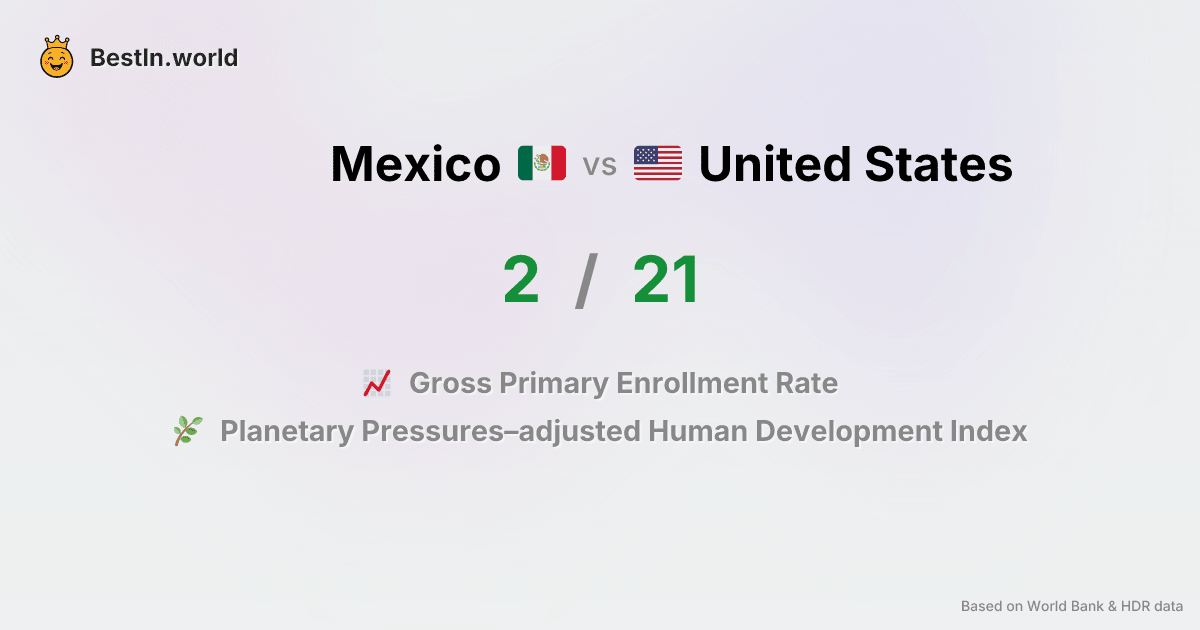 BestIn.world
Mexico vs United States
2 / 21
Gross Primary Enrollment Rate
Planetary Pressures–adjusted Human Development Index
Based on World Bank & HDR data